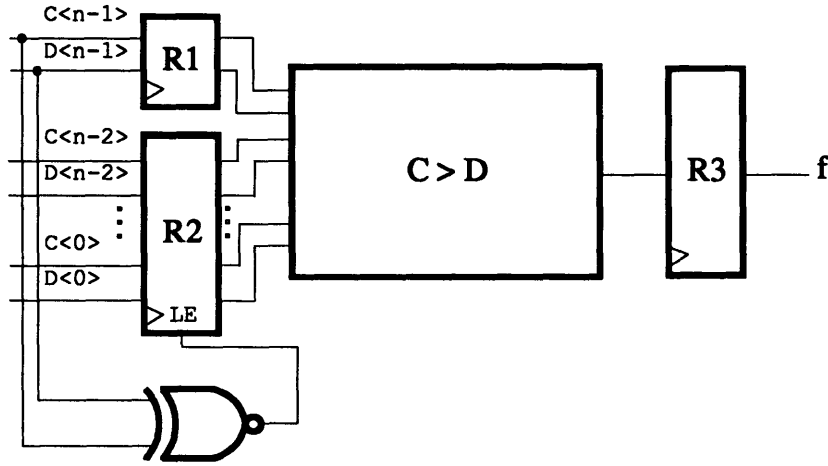 C<n-1>
D<n-1>
R1
C<n-2>
D<n-2>
C > D
R3
f
R2
C<0>
D<0>
LE